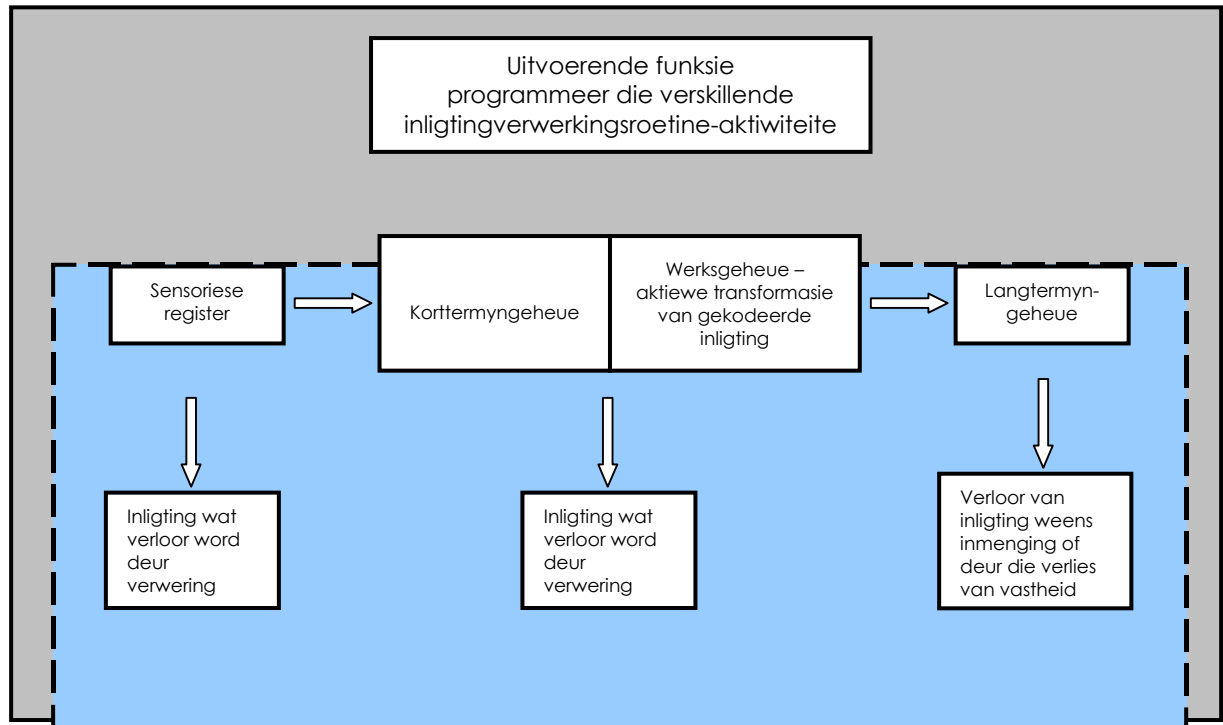 Uitvoerende funksie
programmeer die verskillende
inligtingverwerkingsroetine-aktiwiteite
Sensoriese
register
Korttermyngeheue
Werksgeheue –
aktiewe transformasie
van gekodeerde
inligting
Langtermyn-
geheue
Inligting wat
verloor word
deur
verwering
Inligting wat
verloor word
deur
verwering
Verloor van
inligting weens
inmenging of
deur die verlies
van vastheid